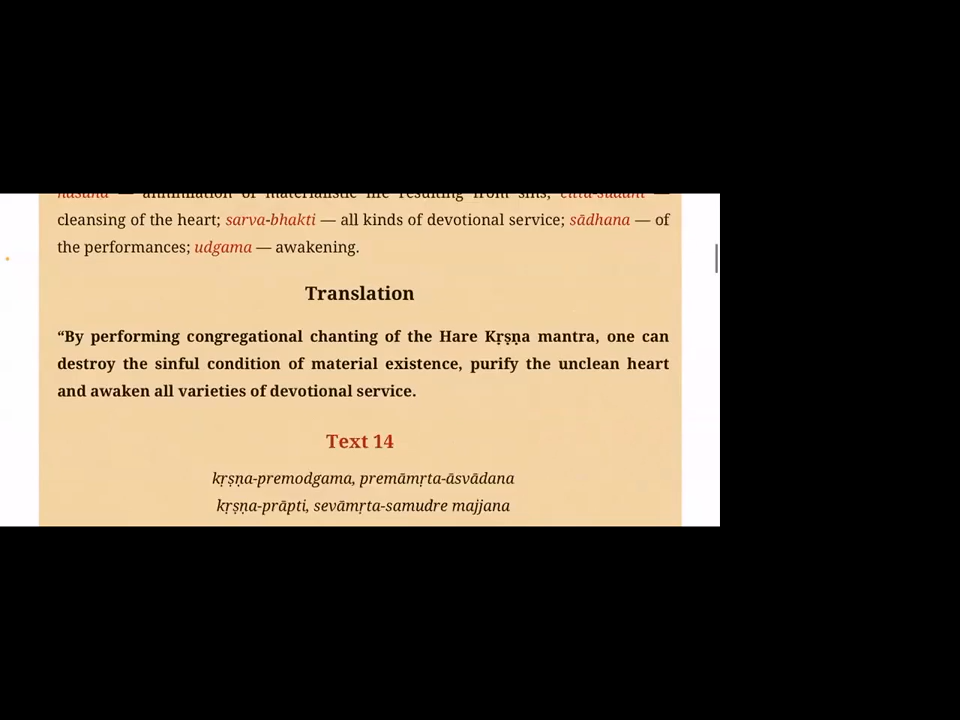 cleansing of the heart; sarva-bhakti — all kinds of devotional service; sādhana — of
the performances; udgama — awakening.
Translation
“By performing congregational chanting of the Hare Kṛṣṇa mantra, one can
destroy the sinful condition of material existence, purify the unclean heart
and awaken all varieties of devotional service.
Text 14
kṛṣṇa-premodgama, premāmṛta-āsvādana
kṛṣṇa-prāpti, sevāmṛta-samudre majjana